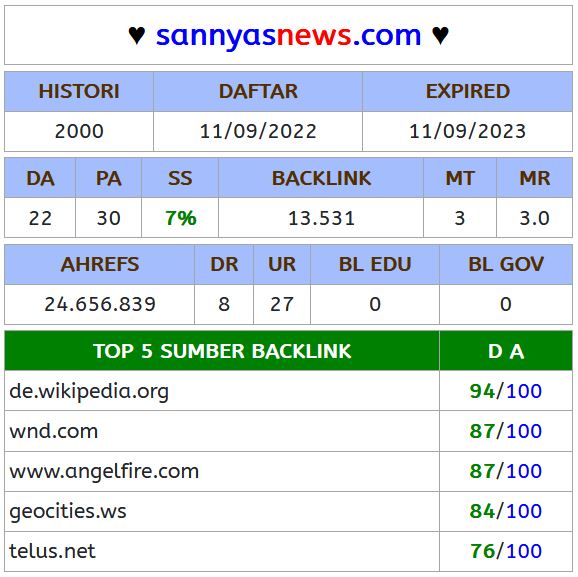 ♥ sannyasnews.com ♥
HISTORI DAFTAR EXPIRED
2000 11/09/2022 11/09/2023
DA PA SS BACKLINK MT MR
22 30 7% 13.531 3 3.0
AHREFS DR UR BL EDU BL GOV
24.656.839 8 27 0 0
TOP 5 SUMBER BACKLINK D A
de.wikipedia.org 94/100
wnd.com 87/100
www.angelfire.com 87/100
geocities.ws 84/100
telus.net 76/100